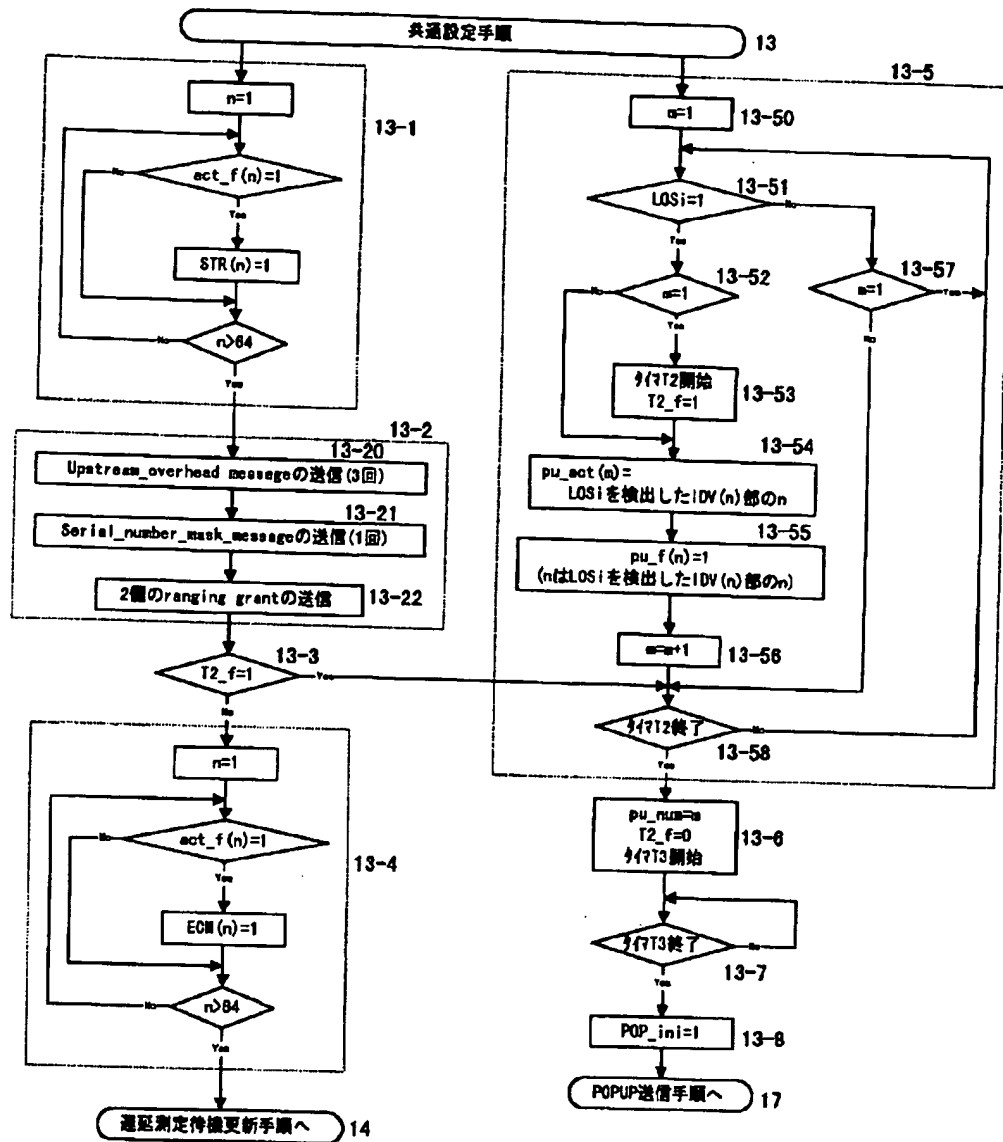 共通設定手順
13
13-1
n=1
act_f(n)=1
No
Yes
STR(n)=1
n>64
No
Yes
13-2
13-20
Upstream_overhead messageの送信(3回)
13-21
Serial_number_mask_messageの送信(1回)
2個のranging grantの送信
13-22
13-3
T2_f=1
Yes
No
13-4
n=1
act_f(n)=1
No
Yes
ECM(n)=1
n>64
No
Yes
遅延測定待機更新手順へ
14
13-5
m=1
13-50
13-51
LOSi=1
No
Yes
13-52
m=1
No
Yes
13-57
m=1
Yes
No
タイマT2開始
T2_f=1
13-53
13-54
pu_act(m)=
LOSiを検出したIDV(n)部のn
13-55
pu_f(n)=1
(nはLOSiを検出したIDV(n)部のn)
m=m+1
13-56
タイマT2終了
No
13-58
Yes
pu_num=m
T2_f=0
タイマT3開始
13-6
タイマT3終了
No
13-7
Yes
POP_ini=1
13-8
POPUP送信手順へ
17